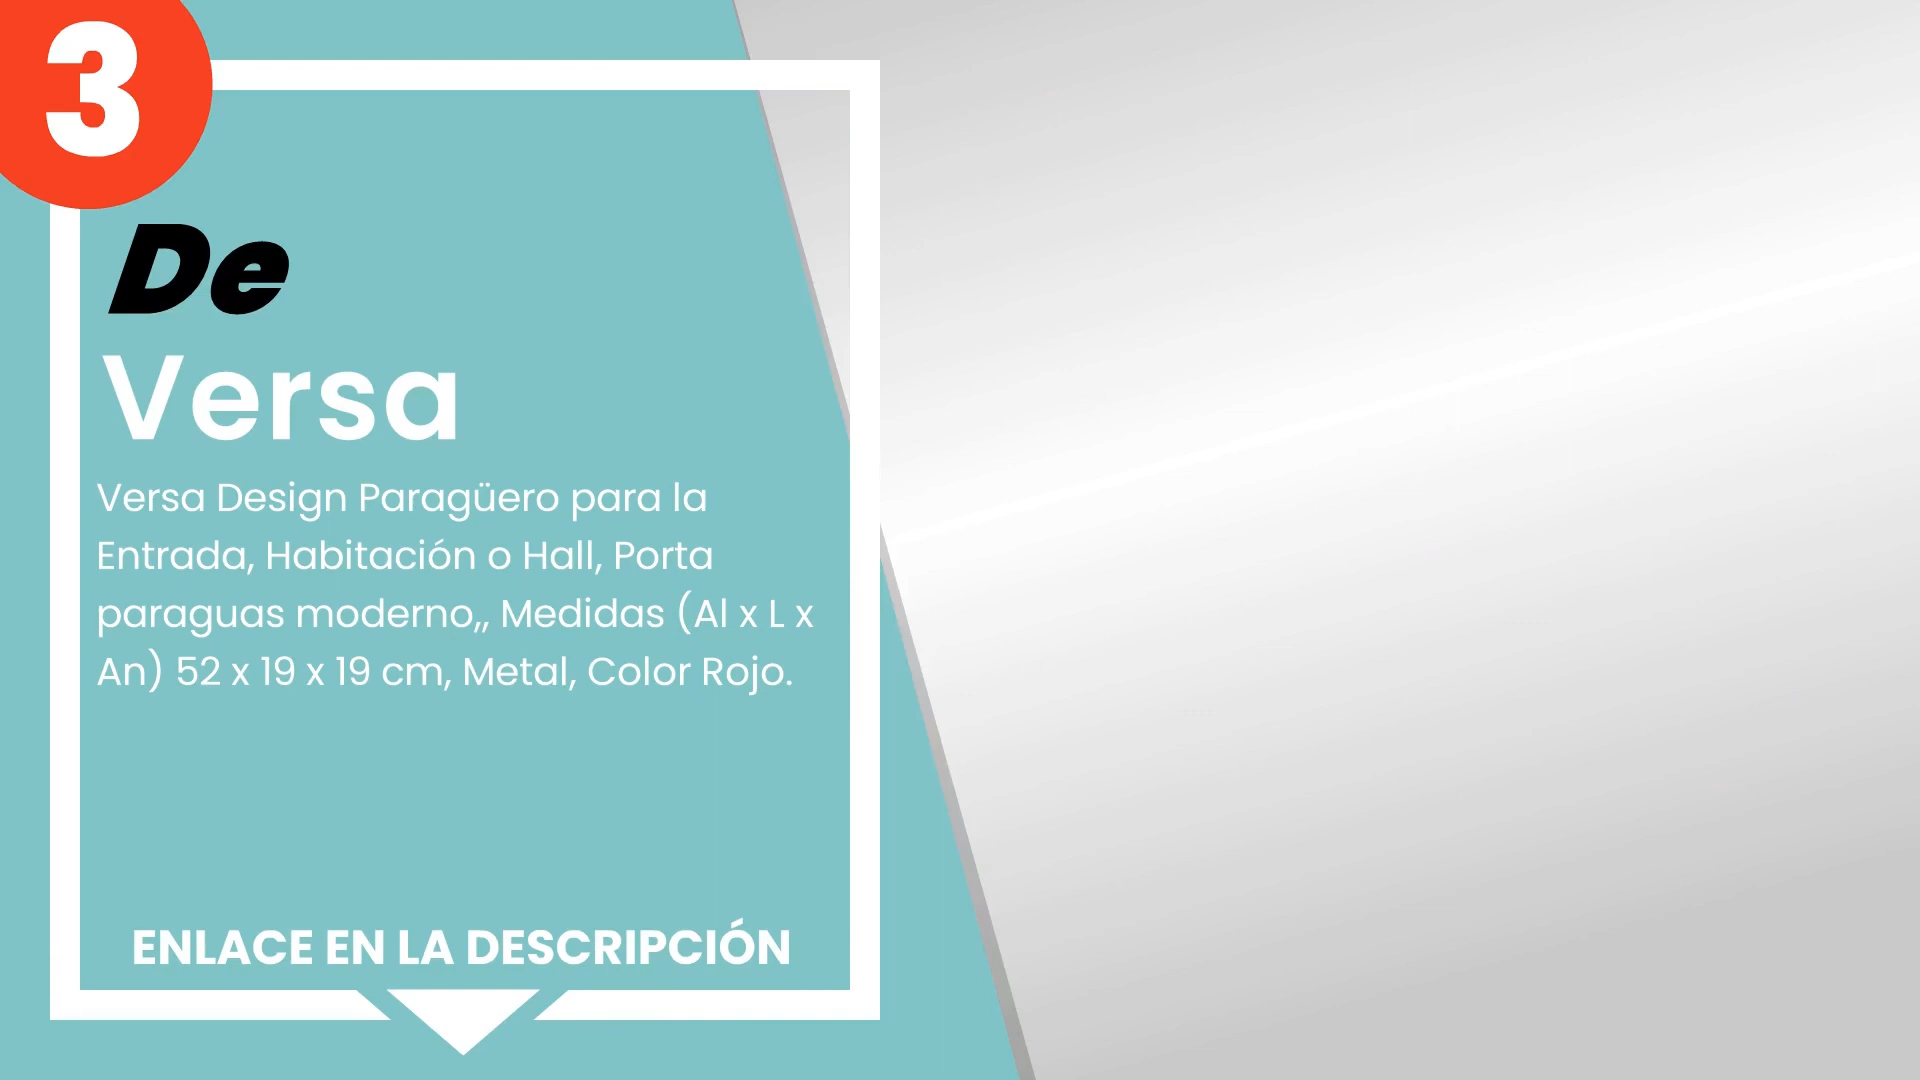 3
De
Versa
Versa Design Paragüero para la
Entrada, Habitación o Hall, Porta
paraguas moderno,, Medidas (Al x L x
An) 52 x 19 x 19 cm, Metal, Color Rojo.
ENLACE EN LA DESCRIPCIÓN